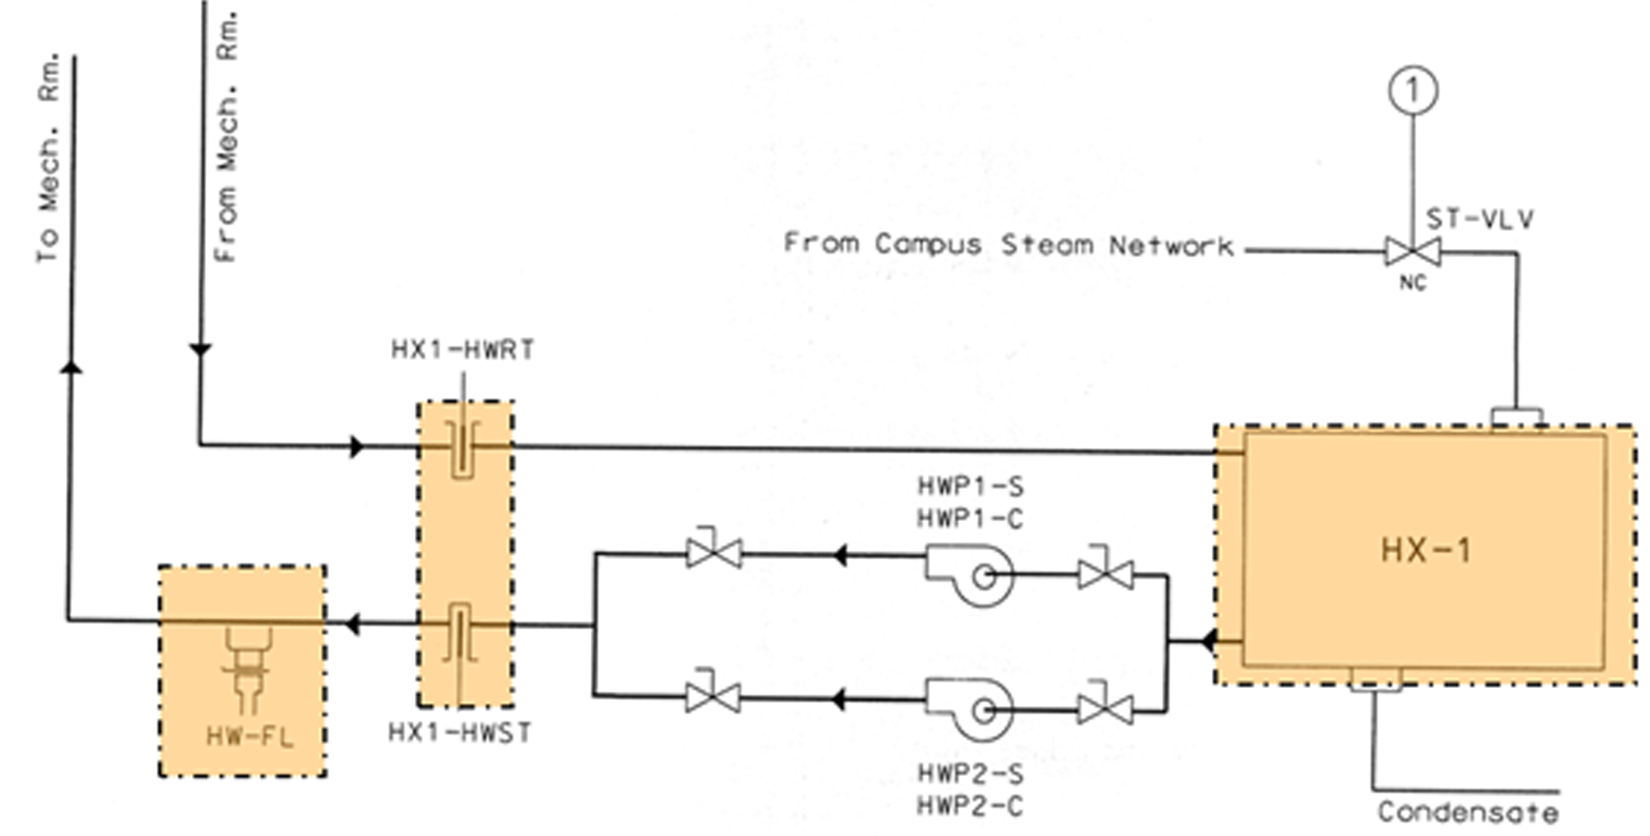 To Mech. Rm.
From Mech. Rm.
1
ST-VLV
From Campus Steam Network
NC
HX1-HWRT
HWP1-S
HWP1-C
HX-1
HW-FL
HX1-HWST
HWP2-S
HWP2-C
Condensate